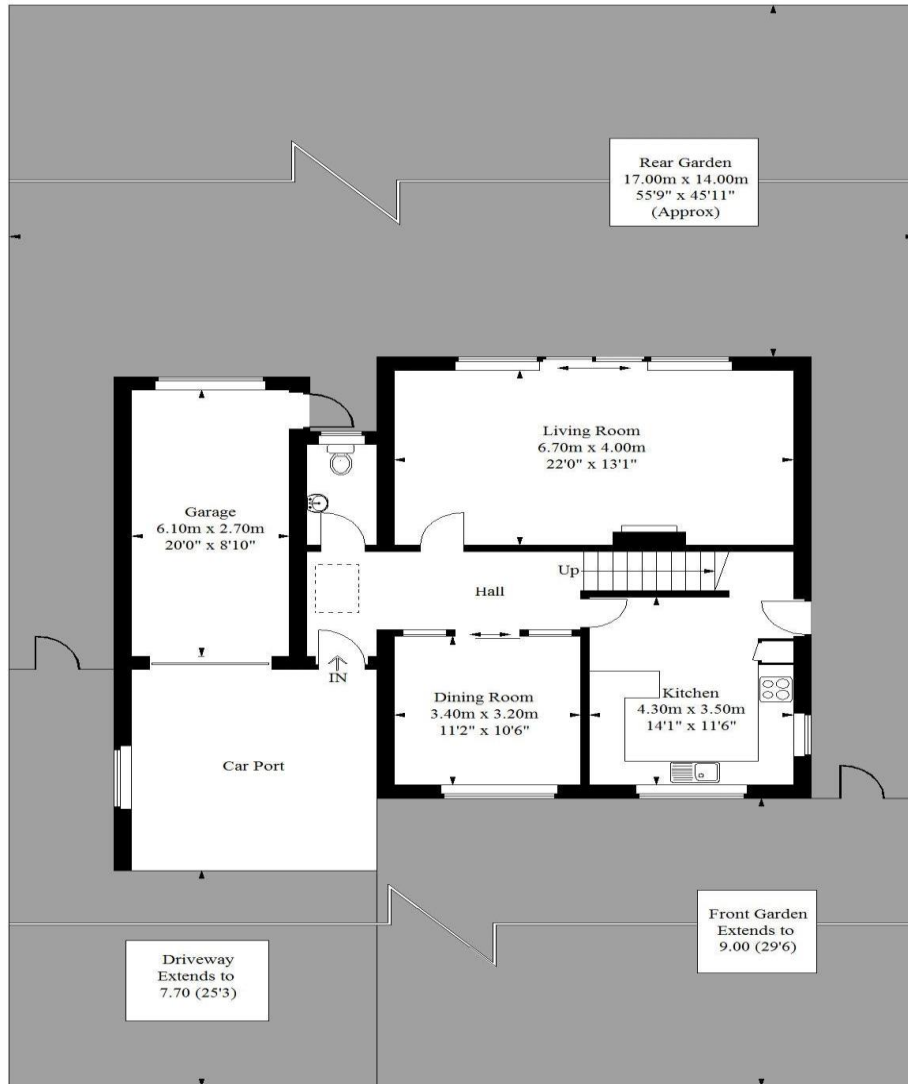 Rear Garden
17.00m x 14.00m
55'9" x 45'11"
(Approx)
Living Room
6.70m x 4.00m
22'0" x 13'1"
Garage
6.10m x 2.70m
20'0" x 8'10"
Up
Hall
IN
Dining Room
3.40m x 3.20m
11'2" x 10'6"
Kitchen
4.30m x 3.50m
14'1" x 11'6"
Car Port
Front Garden
Extends to
9.00 (29'6)
Driveway
Extends to
7.70 (25'3)